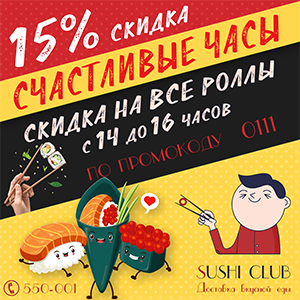 15% СКИДКА
СЧАСТЛИВЫЕ ЧАСЫ
СКИДКА НА ВСЕ РОЛЛЫ
С 14 ДО 16 ЧАСОВ
ПО ПРОМОКОДУ 0111
SUSHI CLUB
Доставка вкусной еды
550-001